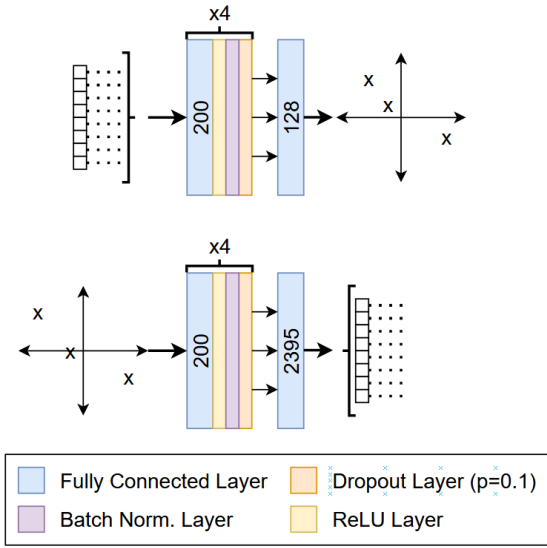 x4
200
128
x
x
x
x4
200
2395
x
x
x
Fully Connected Layer
Dropout Layer (p=0.1)
Batch Norm. Layer
ReLU Layer